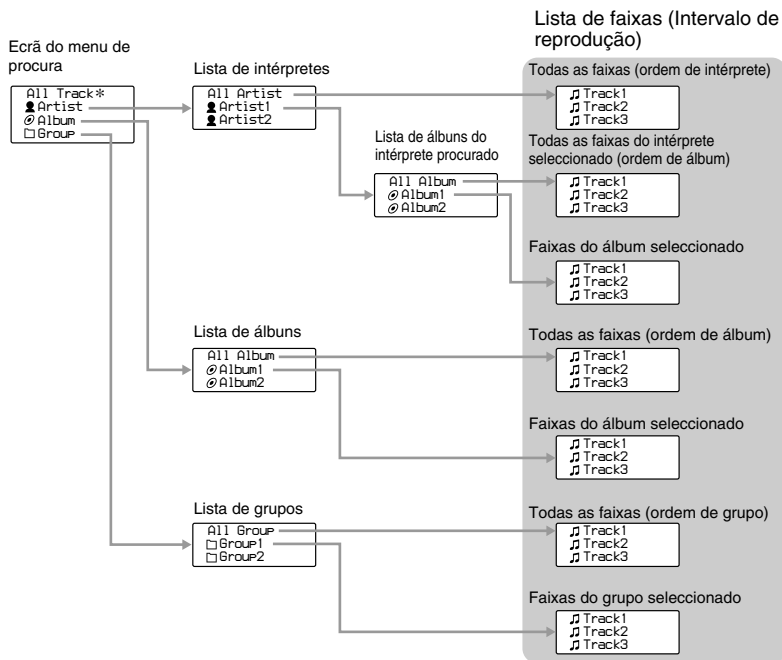 Lista de faixas (Intervalo de
reprodução)
Ecrã do menu de
procura
All Track*
Artist
Album
Group
Lista de intérpretes
All Artist
Artist1
Artist2
Todas as faixas (ordem de intérprete)
Track1
Track2
Track3
Lista de álbuns do
intérprete procurado
All Album
Album1
Album2
Todas as faixas do intérprete
seleccionado (ordem de álbum)
Track1
Track2
Track3
Faixas do álbum seleccionado
Track1
Track2
Track3
Lista de álbuns
All Album
Album1
Album2
Todas as faixas (ordem de álbum)
Track1
Track2
Track3
Faixas do álbum seleccionado
Track1
Track2
Track3
Lista de grupos
All Group
Group1
Group2
Todas as faixas (ordem de grupo)
Track1
Track2
Track3
Faixas do grupo seleccionado
Track1
Track2
Track3